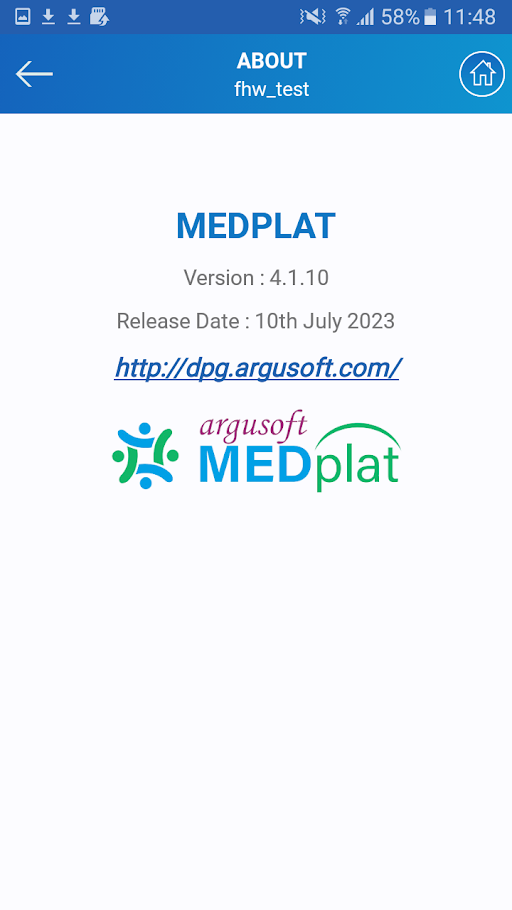 58% 11:48
ABOUT
fhw_test
MEDPLAT
Version : 4.1.10
Release Date : 10th July 2023
http://dpg.argusoft.com/
argusoft
MEDplat